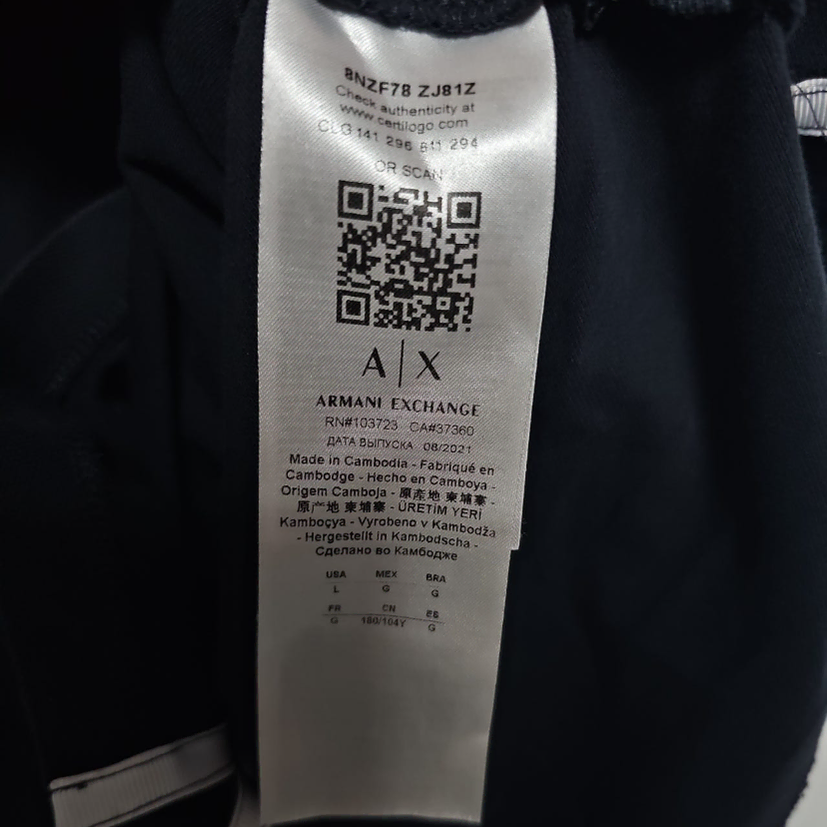 8NZF78 ZJ81Z
Check authenticity at
www.certilogo.com
CLG 141 296 811 294
OR SCAN
A|X
ARMANI EXCHANGE
RN#103723 CA#37360
ДАТА ВЫПУСКА 08/2021
Made in Cambodia - Fabriqué en
Cambodge - Hecho en Camboya -
Origem Camboja - 原產地 柬埔寨 -
原产地 柬埔寨 - ÜRETİM YERİ
Kamboçya - Vyrobeno v Kambodža
- Hergestellt in Kambodscha -
Сделано во Камбодже
USA MEX BRA
L G G
FR CN ES
G 180/104Y G